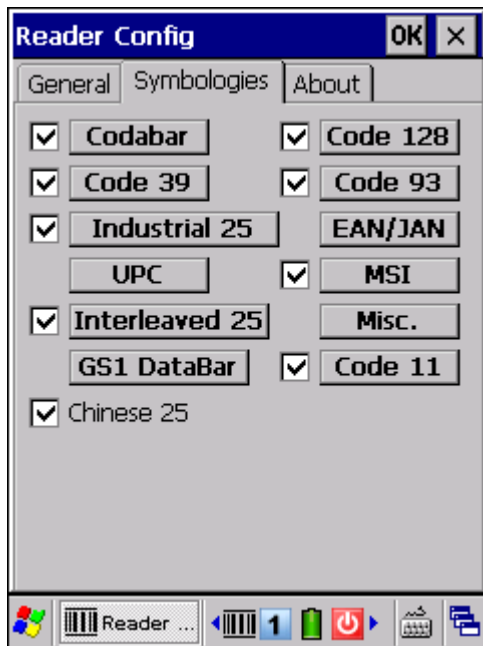 Reader Config OK
General Symbologies About
Codabar Code 128
Code 39 Code 93
Industrial 25 EAN/JAN
UPC MSI
Interleaved 25 Misc.
GS1 DataBar Code 11
Chinese 25
Reader ... 1